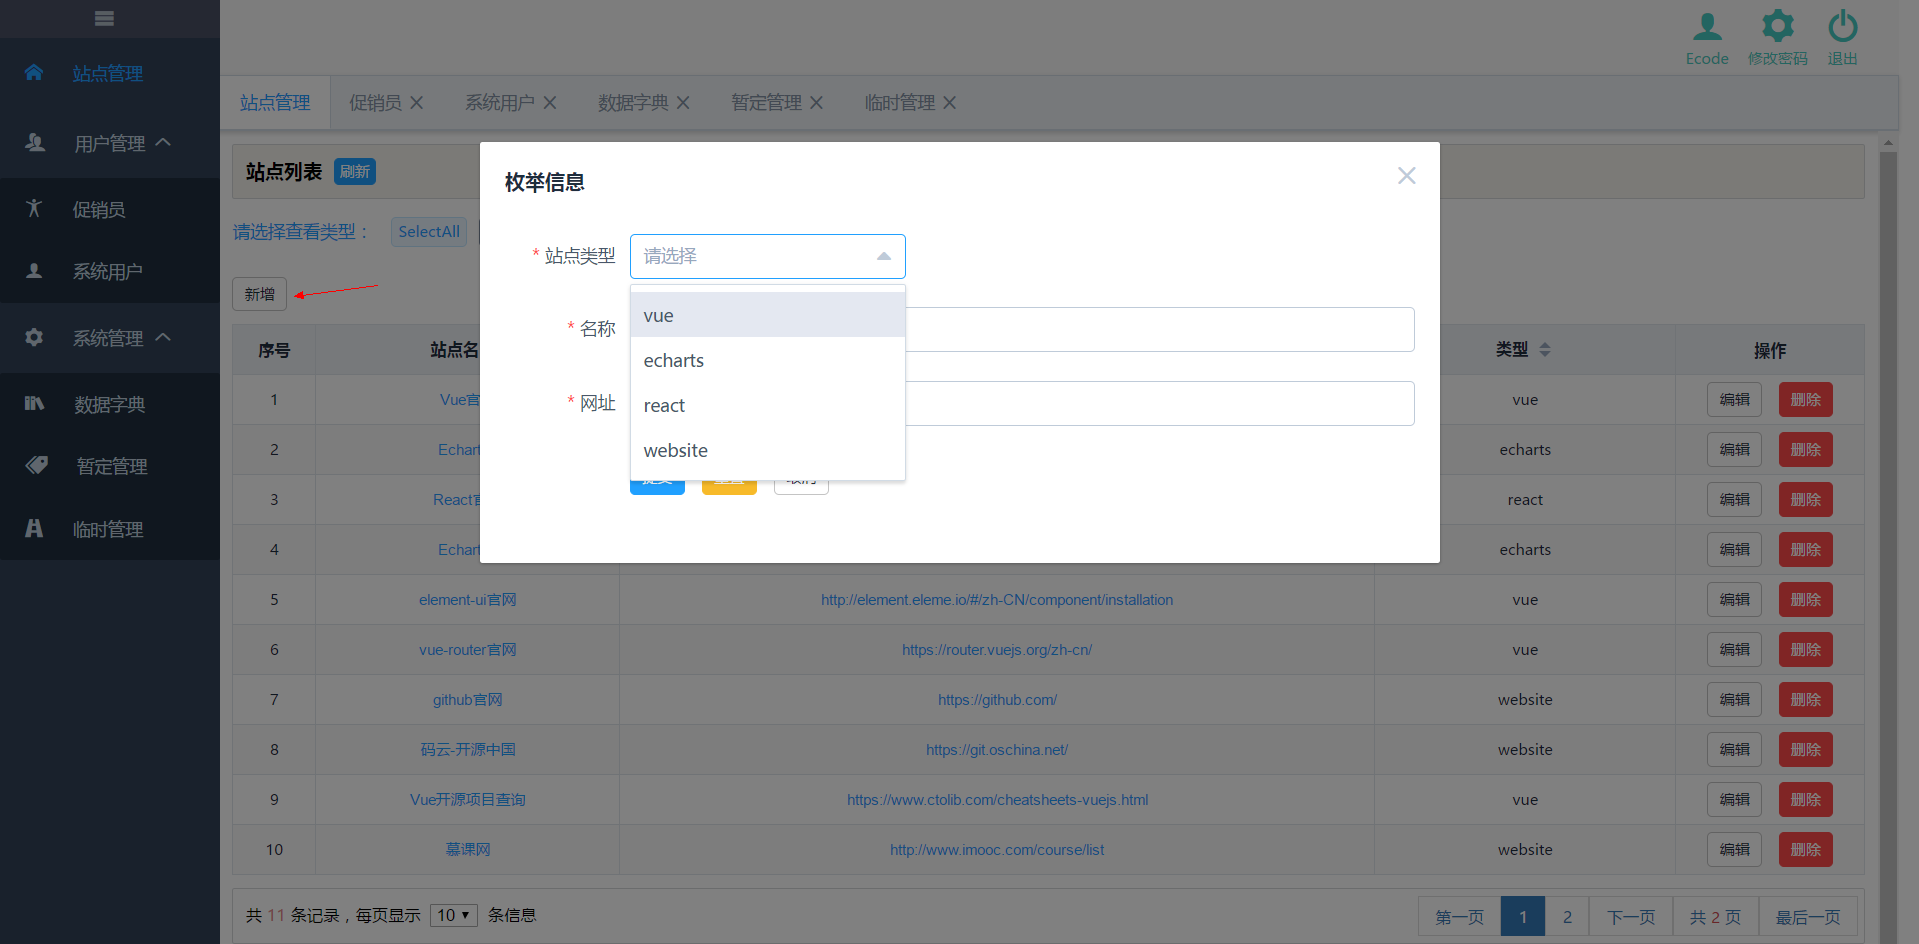 Ecode 修改密码 退出
站点管理
用户管理
促销员
系统用户
系统管理
数据字典
暂定管理
临时管理
站点管理 促销员 系统用户 数据字典 暂定管理 临时管理
站点列表 刷新
请选择查看类型： SelectAll
新增
枚举信息
* 站点类型 请选择
vue
echarts
react
website
* 名称
* 网址
序号 站点名 类型 操作
1 Vue官 vue 编辑 删除
2 Echart echarts 编辑 删除
3 React官 react 编辑 删除
4 Echart echarts 编辑 删除
5 element-ui官网 http://element.eleme.io/#/zh-CN/component/installation vue 编辑 删除
6 vue-router官网 https://router.vuejs.org/zh-cn/ vue 编辑 删除
7 github官网 https://github.com/ website 编辑 删除
8 码云-开源中国 https://git.oschina.net/ website 编辑 删除
9 Vue开源项目查询 https://www.ctolib.com/cheatsheets-vuejs.html vue 编辑 删除
10 慕课网 http://www.imooc.com/course/list website 编辑 删除
共 11 条记录，每页显示 10 条信息
第一页 1 2 下一页 共 2 页 最后一页